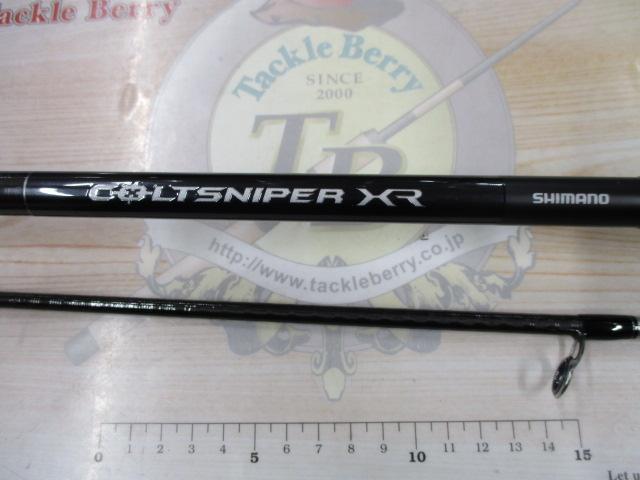 Tackle Berry
Tackle Berry
SINCE
2000
TB
COLTSNIPER XR
SHIMANO
http://www.tackleberry.co.jp
0 1 2 3 4 5 6 7 8 9 10 11 12 13 14 15
Let u